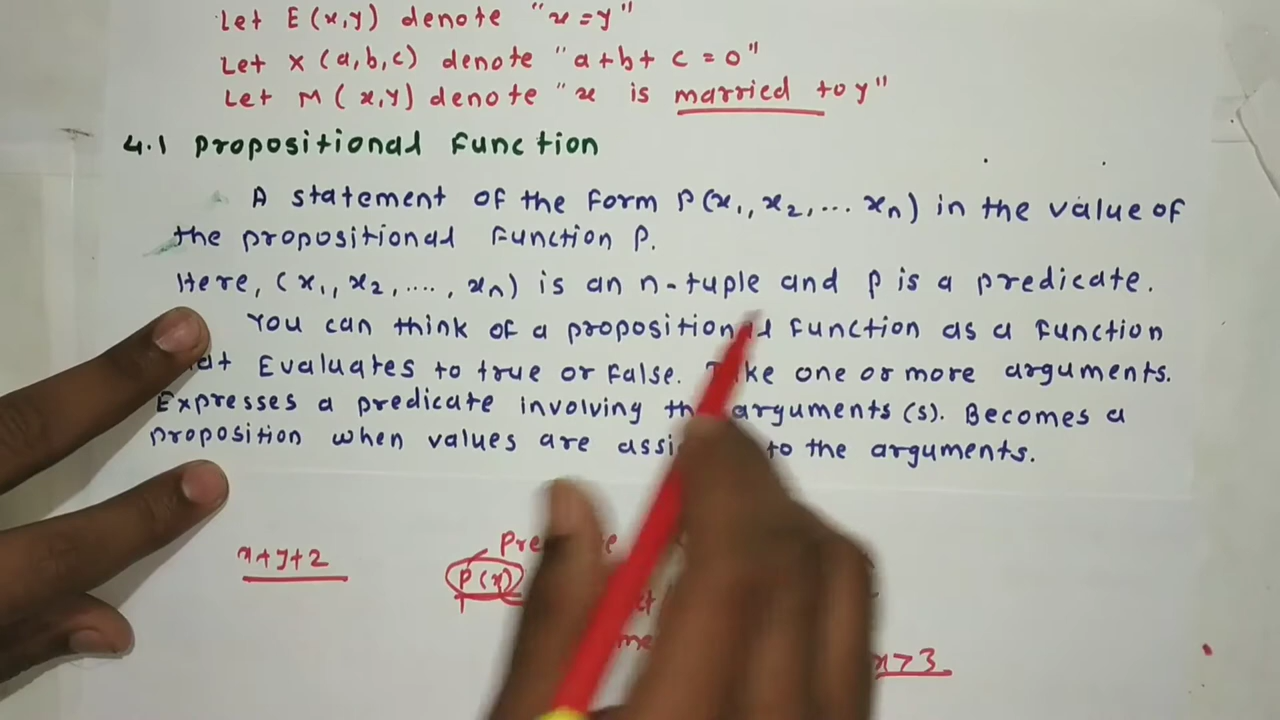 Let E(x,y) denote "x=y"
Let X(a,b,c) denote "a+b+c=0"
Let M(x,y) denote "x is married to y"
4.1 Propositional Function
A statement of the form P(x₁, x₂, ... xₙ) in the value of
the propositional function P.
Here, (x₁, x₂, ...., xₙ) is an n-tuple and P is a predicate.
You can think of a propositional function as a function
Evaluates to true or false. Take one or more arguments.
Expresses a predicate involving the arguments(s). Becomes a
proposition when values are to the arguments.
x+y+2
P(x)
x>3